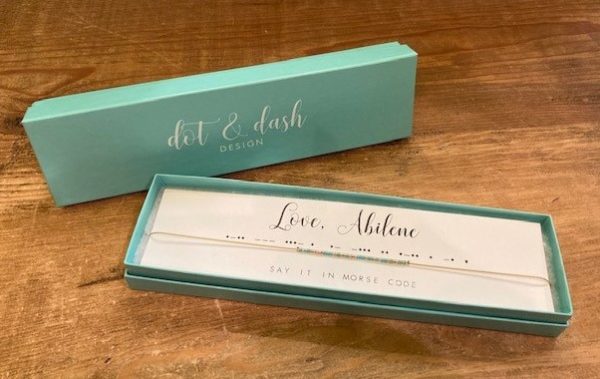 dot & dash
DESIGN
Love, Abilene
SAY IT IN MORSE CODE